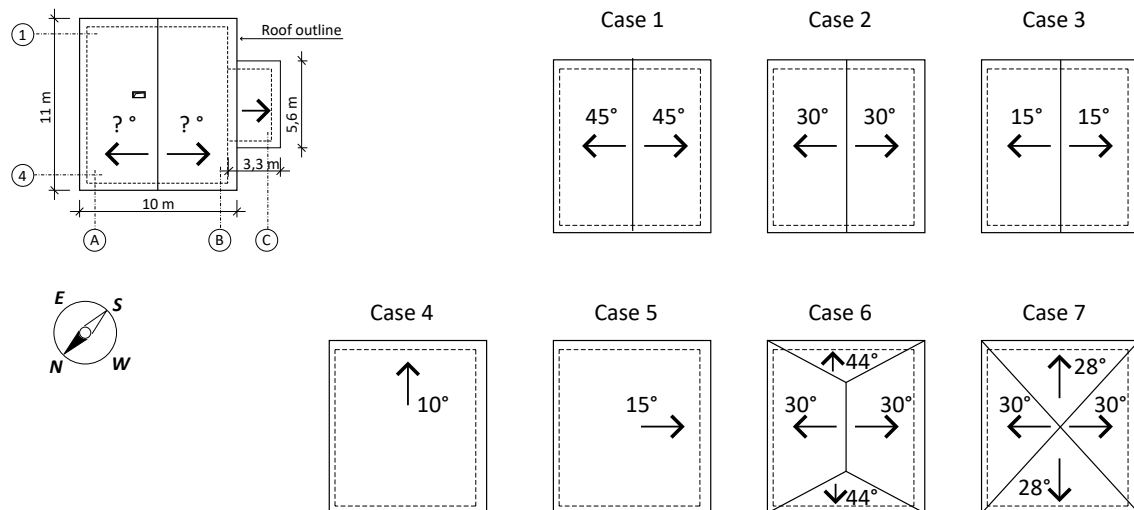 Case 1 Case 2 Case 3
1 Roof outline
11 m 5,6 m
? ° ? ° 45° 45° 30° 30° 15° 15°
4 3,3 m
10 m
A B C
E S
N W
Case 4 Case 5 Case 6 Case 7
44° 28°
10° 15° 30° 30° 30° 30°
44° 28°